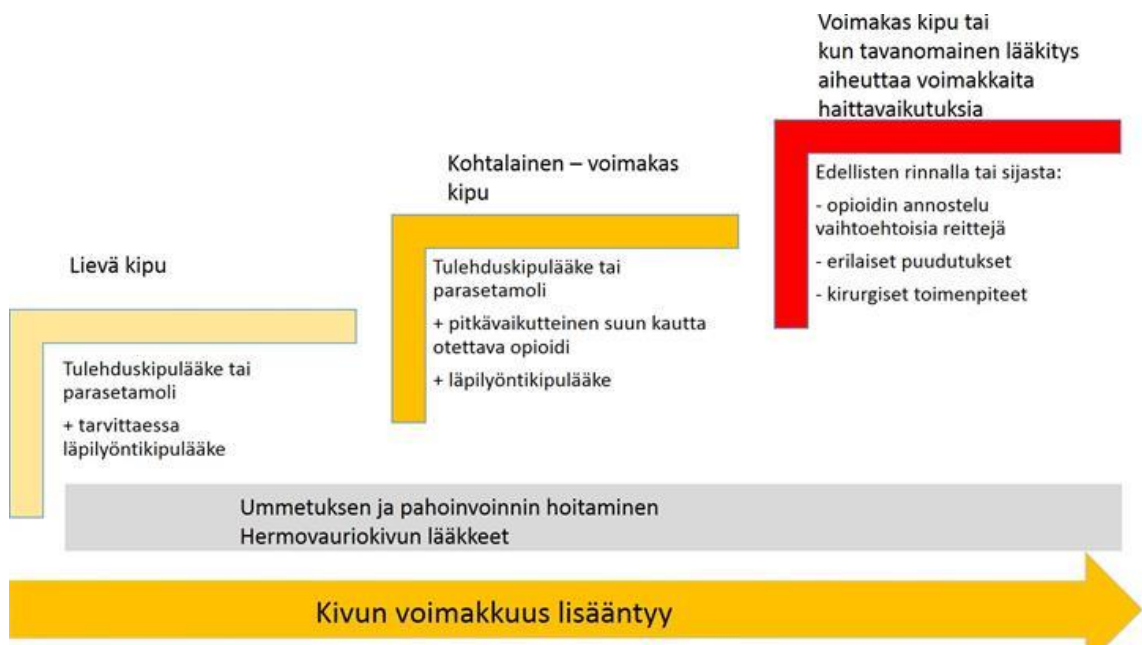 Lievä kipu
Tulehduskipulääke tai
parasetamoli
+ tarvittaessa
läpilyöntikipulääke
Kohtalainen – voimakas
kipu
Tulehduskipulääke tai
parasetamoli
+ pitkävaikutteinen suun kautta
otettava opioidi
+ läpilyöntikipulääke
Voimakas kipu tai
kun tavanomainen lääkitys
aiheuttaa voimakkaita
haittavaikutuksia
Edellisten rinnalla tai sijasta:
- opioidin annostelu
vaihtoehtoisia reittejä
- erilaiset puudutukset
- kirurgiset toimenpiteet
Ummetuksen ja pahoinvoinnin hoitaminen
Hermovauriokivun lääkkeet
Kivun voimakkuus lisääntyy